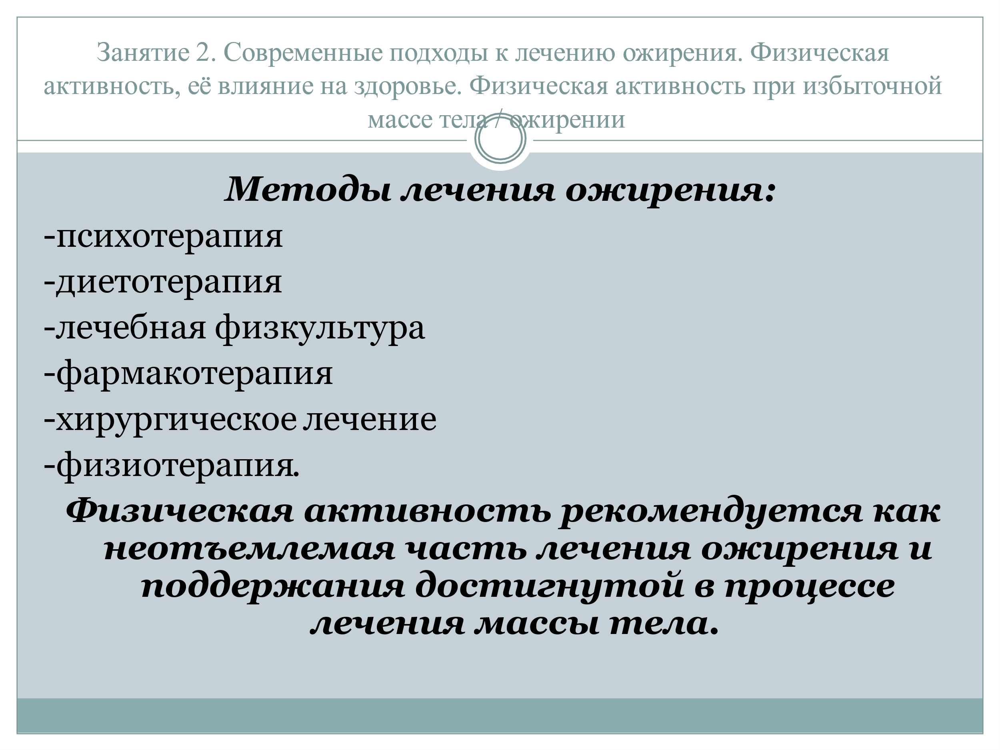 Занятие 2. Современные подходы к лечению ожирения. Физическая
активность, её влияние на здоровье. Физическая активность при избыточной
массе тела / ожирении
Методы лечения ожирения:
-психотерапия
-диетотерапия
-лечебная физкультура
-фармакотерапия
-хирургическое лечение
-физиотерапия.
Физическая активность рекомендуется как
неотъемлемая часть лечения ожирения и
поддержания достигнутой в процессе
лечения массы тела.